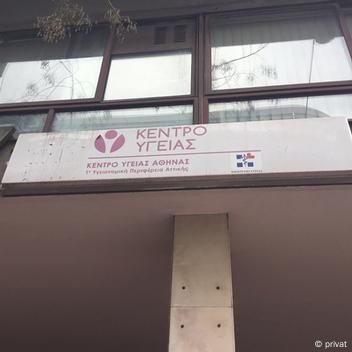 ΚΕΝΤΡΟ
ΥΓΕΙΑΣ
ΚΕΝΤΡΟ ΥΓΕΙΑΣ ΑΘΗΝΑΣ
1η Υγειονομική Περιφέρεια Αττικής
© privat